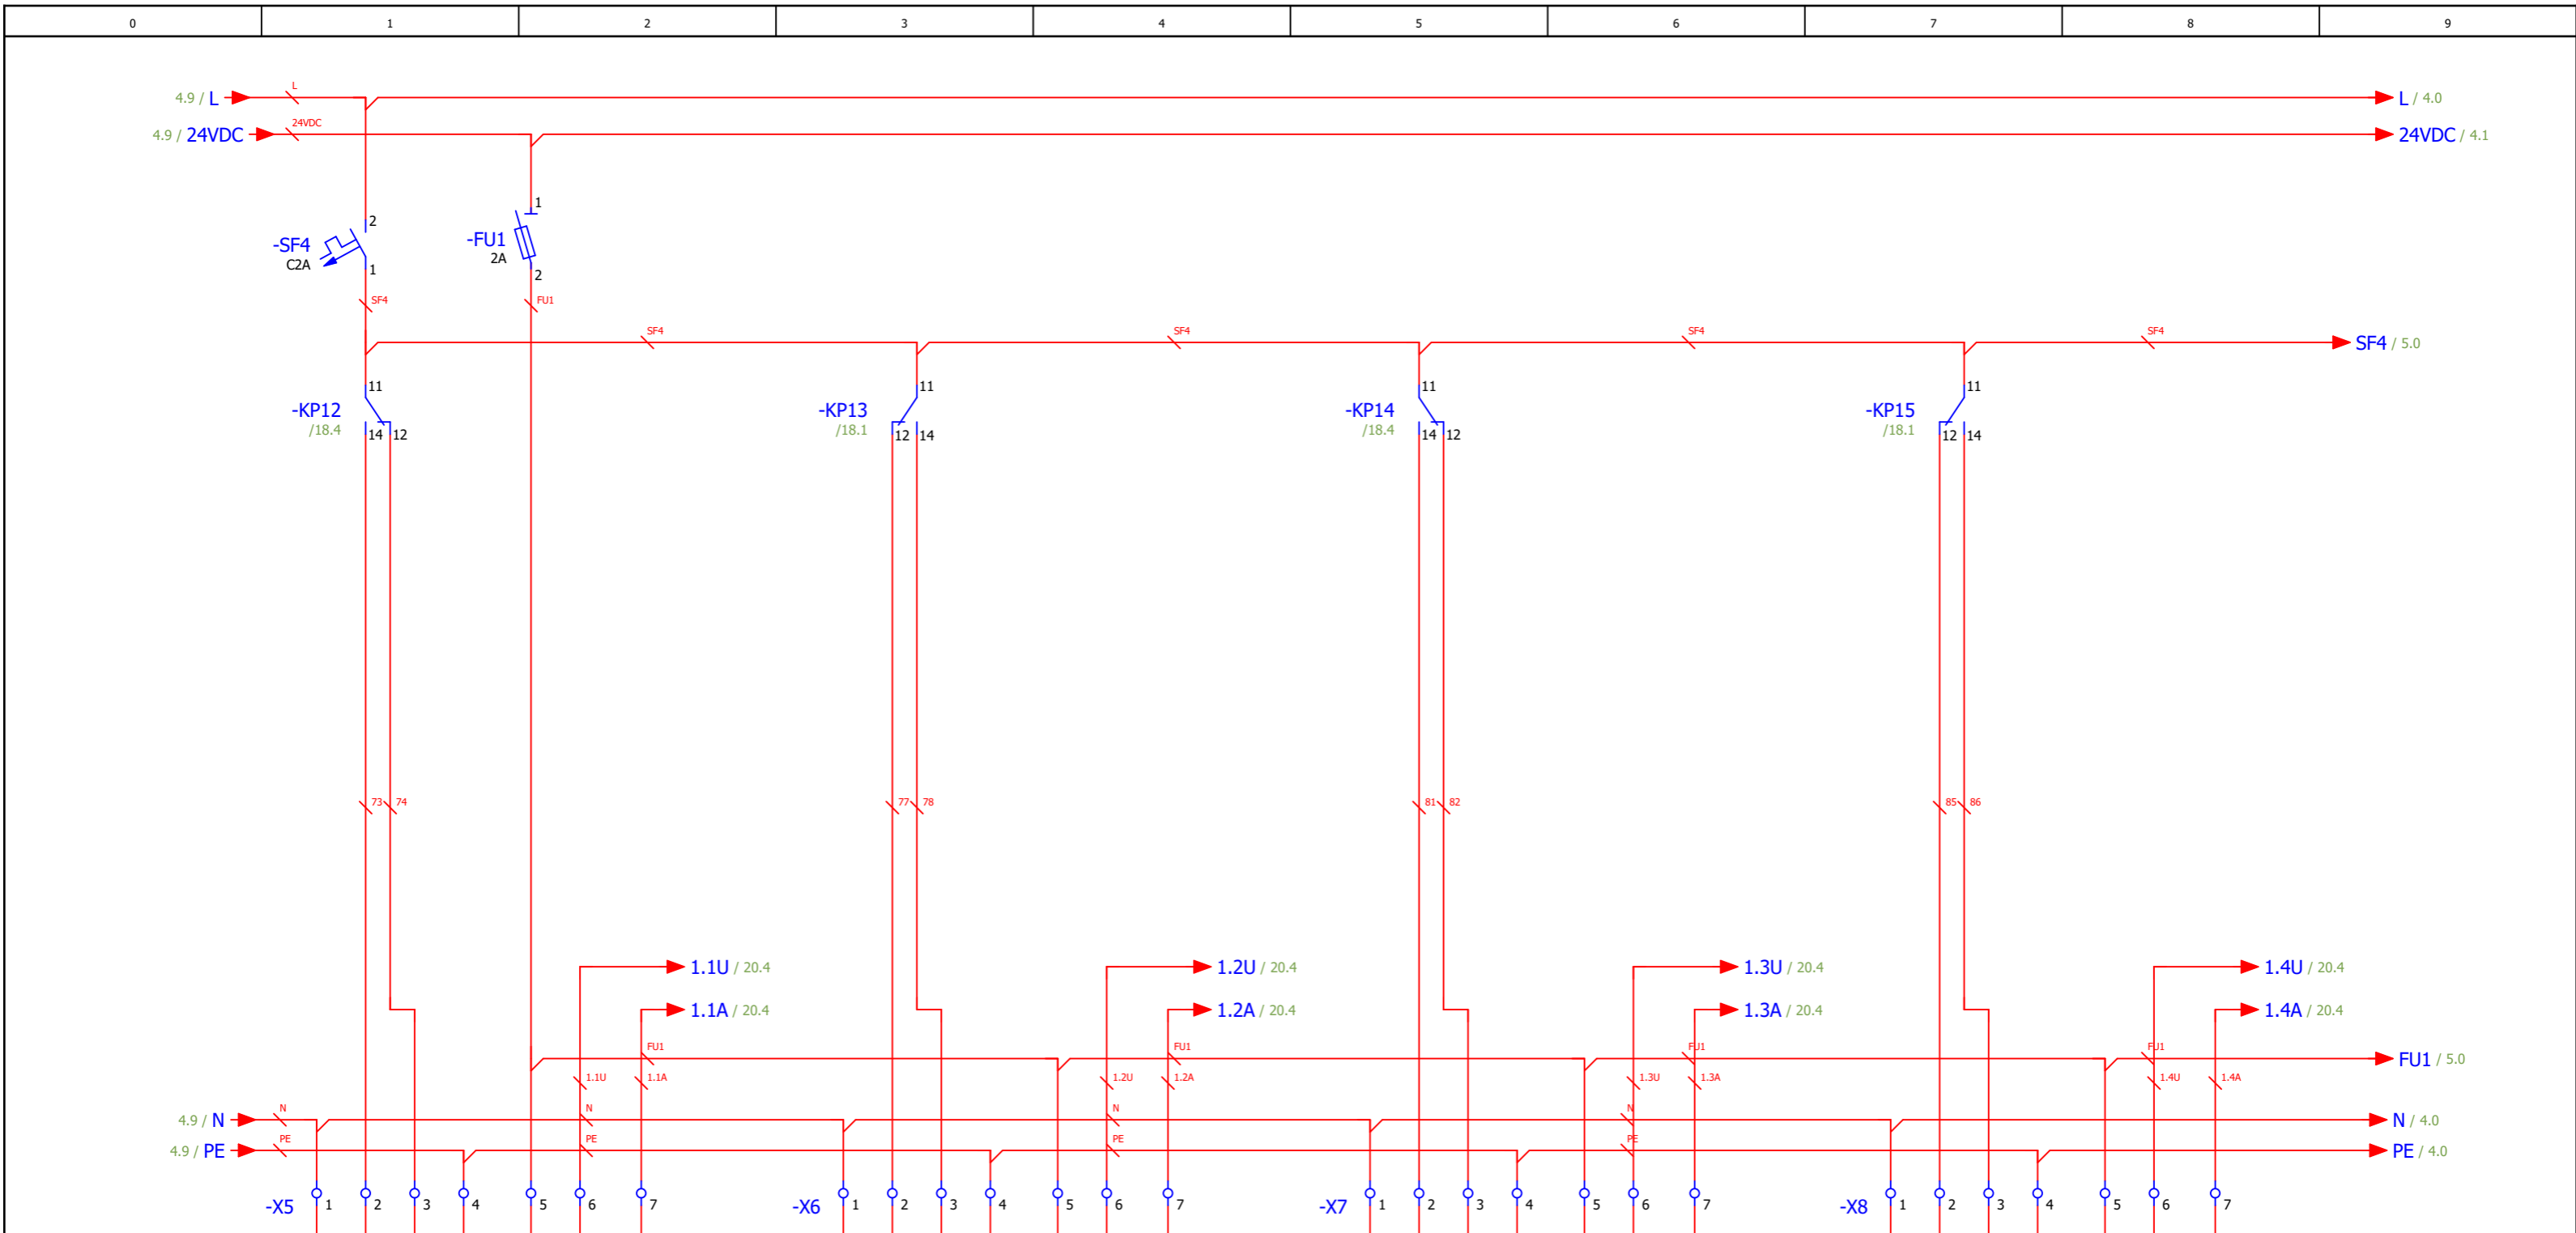 0 1 2 3 4 5 6 7 8 9
L
4.9 / L L / 4.0
24VDC
4.9 / 24VDC 24VDC / 4.1
1
2
-SF4 -FU1
C2A 2A
1 2
SF4 FU1
SF4 SF4 SF4 SF4
SF4 / 5.0
11 11 11 11
-KP12 -KP13 -KP14 -KP15
/18.4 /18.1 /18.4 /18.1
14 12 12 14 14 12 12 14
73 74 77 78 81 82 85 86
1.1U / 20.4 1.2U / 20.4 1.3U / 20.4 1.4U / 20.4
1.1A / 20.4 1.2A / 20.4 1.3A / 20.4 1.4A / 20.4
FU1 FU1 FU1 FU1
FU1 / 5.0
1.1U 1.1A 1.2U 1.2A 1.3U 1.3A 1.4U 1.4A
N N N N
4.9 / N N / 4.0
PE PE PE PE
4.9 / PE PE / 4.0
-X5 1 2 3 4 5 6 7 -X6 1 2 3 4 5 6 7 -X7 1 2 3 4 5 6 7 -X8 1 2 3 4 5 6 7